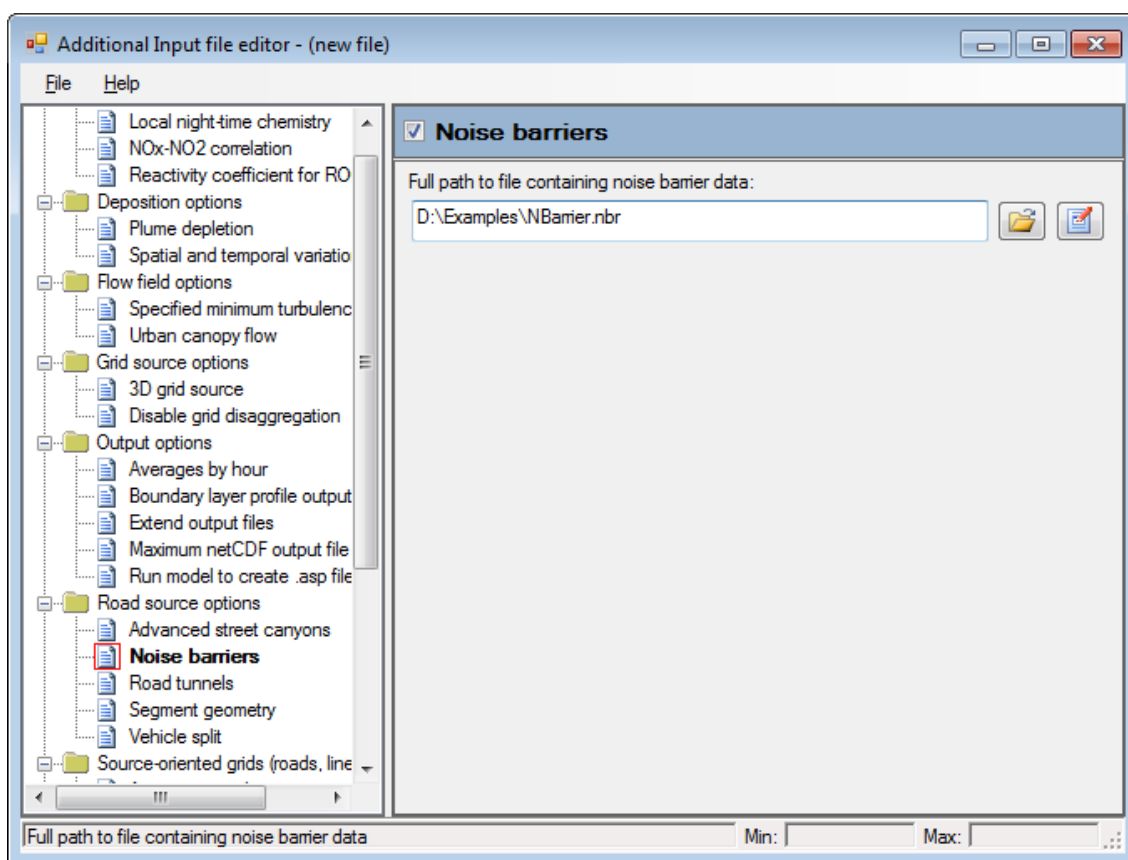 Additional Input file editor - (new file)
File Help
Local night-time chemistry
NOx-NO2 correlation
Reactivity coefficient for RO
Deposition options
Plume depletion
Spatial and temporal variatio
Flow field options
Specified minimum turbulenc
Urban canopy flow
Grid source options
3D grid source
Disable grid disaggregation
Output options
Averages by hour
Boundary layer profile output
Extend output files
Maximum netCDF output file
Run model to create .asp file
Road source options
Advanced street canyons
Noise barriers
Road tunnels
Segment geometry
Vehicle split
Source-oriented grids (roads, line
Noise barriers
Full path to file containing noise barrier data:
D:\Examples\NBarrier.nbr
Full path to file containing noise barrier data Min: Max: